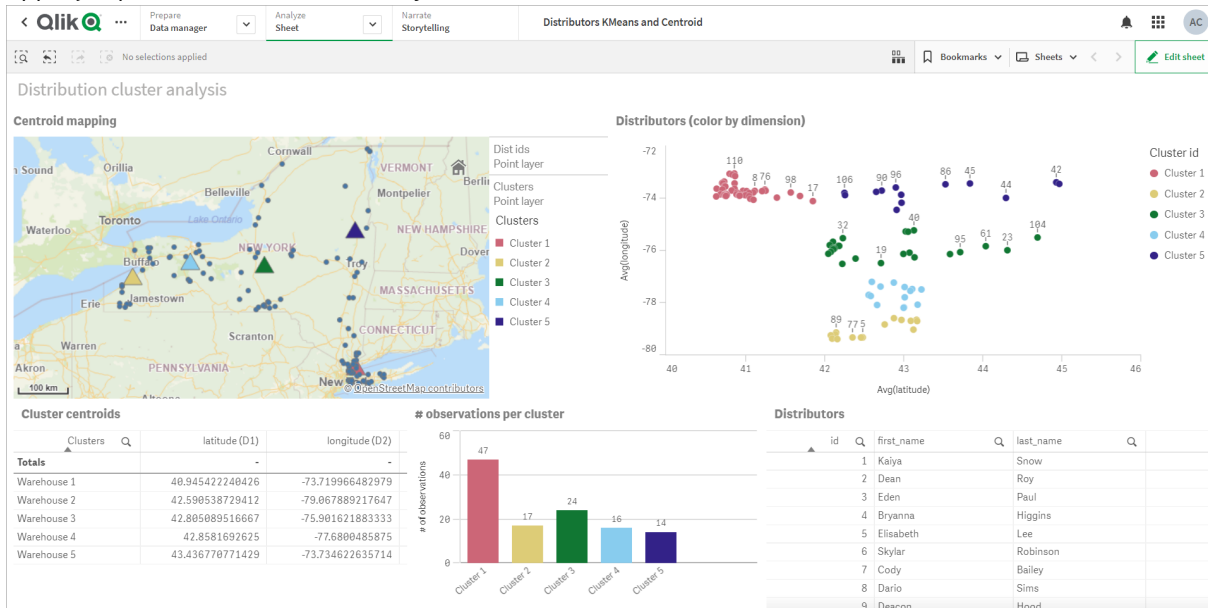 Qlik
Prepare
Data manager
Analyze
Sheet
Narrate
Storytelling
Distributors KMeans and Centroid
AC
No selections applied
Bookmarks
Sheets
Edit sheet
Distribution cluster analysis
Centroid mapping
n Sound
Orillia
Cornwall
VERMONT
Berlin
Belleville
Montpelier
Toronto
Lake Ontario
Waterloo
NEW HAMPSHIRE
NEW YORK
Dover
Buffalo
Troy
Erie
Jamestown
MASSACHUSETTS
CONNECTICUT
Scranton
a
Warren
Akron
PENNSYLVANIA
New
100 km
© OpenStreetMap contributors
Dist ids
Point layer
Clusters
Point layer
Clusters
Cluster 1
Cluster 2
Cluster 3
Cluster 4
Cluster 5
Distributors (color by dimension)
-72
-74
-76
-78
-80
Avg(longitude)
110
8 76
98
17
106
90 96
86
45
44
42
32
19
40
95
61
23
104
89
77 5
40
41
42
43
44
45
46
Avg(latitude)
Cluster id
Cluster 1
Cluster 2
Cluster 3
Cluster 4
Cluster 5
Cluster centroids
Clusters latitude (D1) longitude (D2)
Totals - -
Warehouse 1 40.945422240426 -73.719966482979
Warehouse 2 42.590538729412 -79.067889217647
Warehouse 3 42.805089516667 -75.901621883333
Warehouse 4 42.8581692625 -77.6800485875
Warehouse 5 43.436770771429 -73.734622635714
# observations per cluster
# of observations
60
40
20
0
47
17
24
16
14
Cluster 1
Cluster 2
Cluster 3
Cluster 4
Cluster 5
Distributors
id first_name last_name
1 Kaiya Snow
2 Dean Roy
3 Eden Paul
4 Bryanna Higgins
5 Elisabeth Lee
6 Skylar Robinson
7 Cody Bailey
8 Dario Sims
9 Deacon Hood